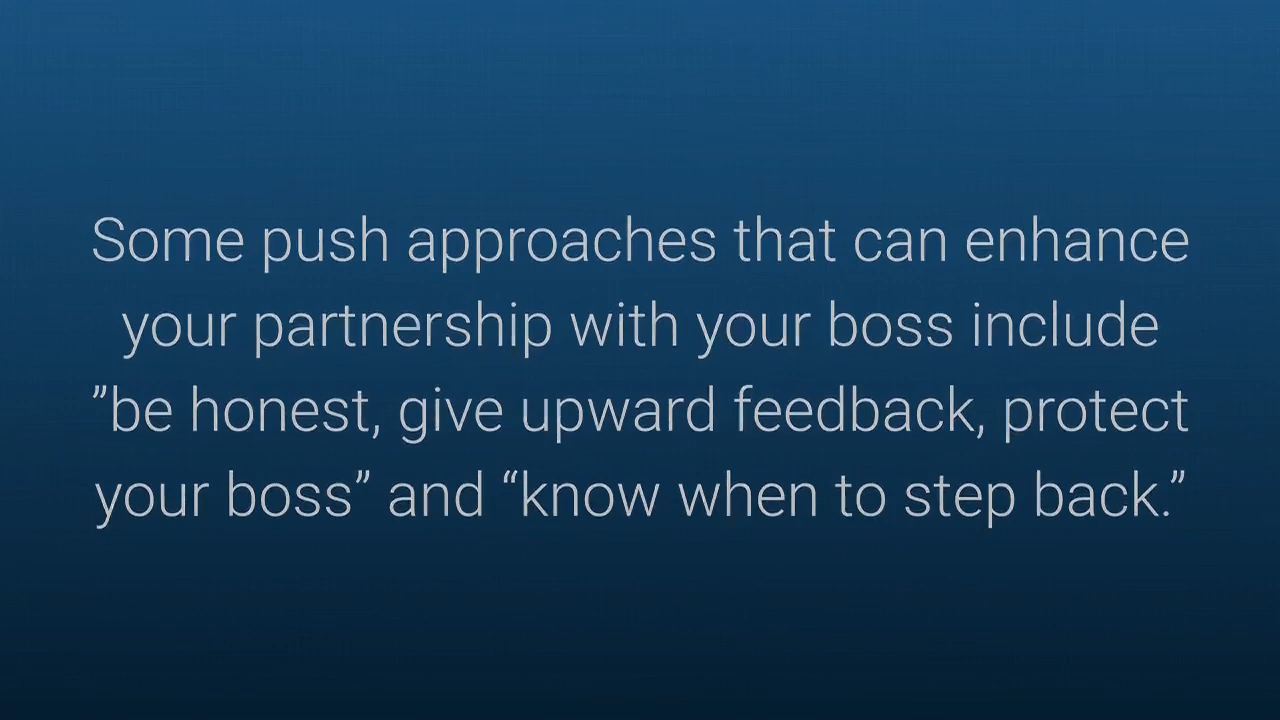 Some push approaches that can enhance
your partnership with your boss include
”be honest, give upward feedback, protect
your boss” and “know when to step back.”